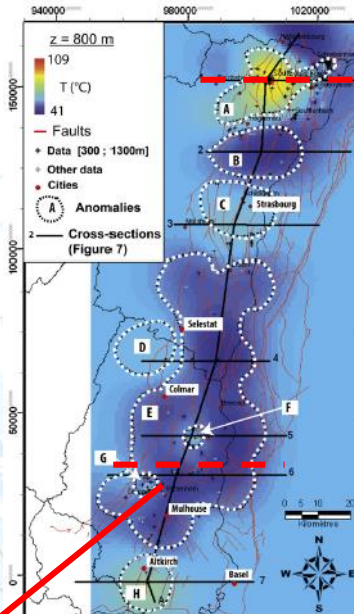 940000 980000 1020000
z = 800 m
109
T (°C)
41
Faults
Data [300 ; 1300m]
Other data
Cities
A Anomalies
2 Cross-sections
(Figure 7)
150000
100000
50000
0
A
2
B
C
Strasbourg
3
Selestat
D
4
Colmar
E
F
5
G
6
Mulhouse
Altkirch
Basel
7
H
0 10 20
Kilomètres
N
W E
S